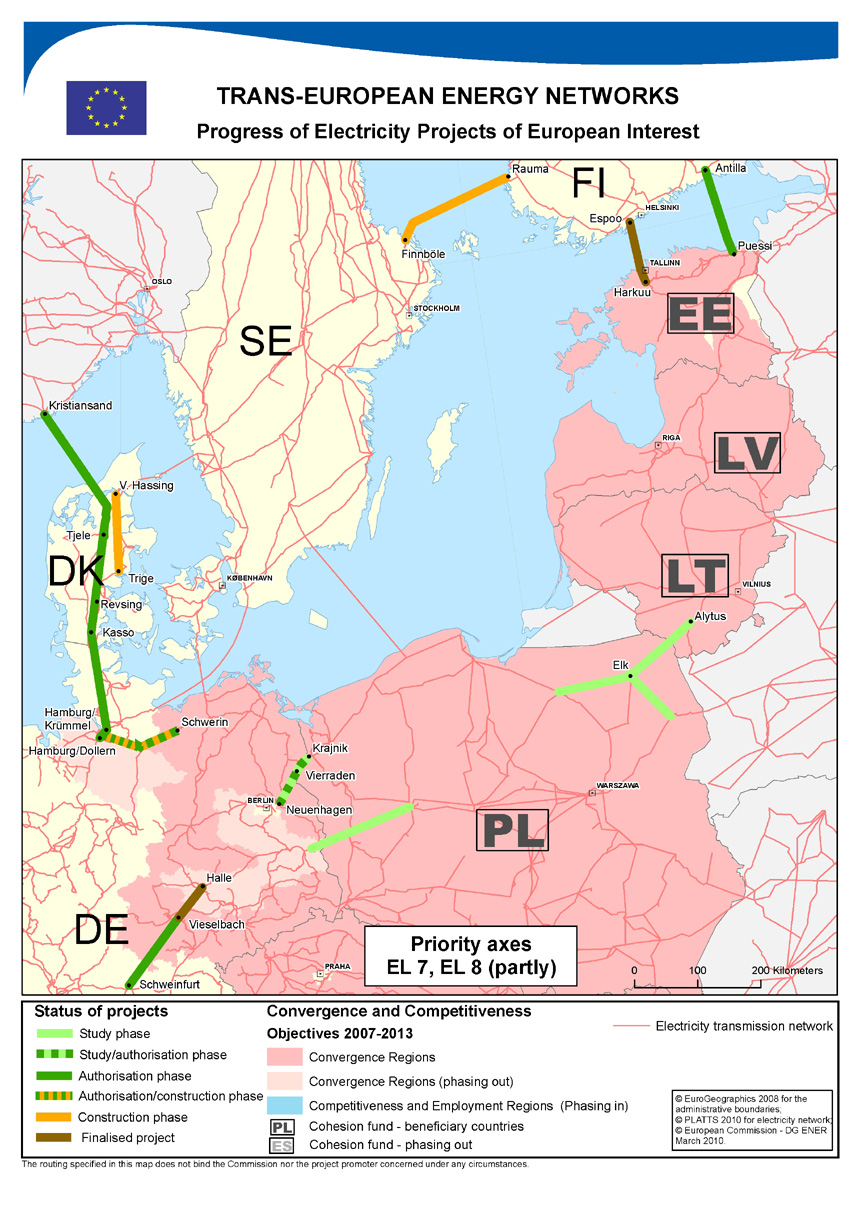 TRANS-EUROPEAN ENERGY NETWORKS
Progress of Electricity Projects of European Interest
Rauma
FI
Antilla
HELSINKI
Espoo
Finnböle
Puessi
TALLINN
Harkuu
OSLO
EE
STOCKHOLM
SE
Kristiansand
RIGA
LV
V. Hassing
Tjele
DK
Trige
KØBENHAVN
LT
VILNIUS
Revsing
Alytus
Kasso
Elk
Hamburg/
Krümmel
Schwerin
Hamburg/Dollern
Krajnik
Vierraden
WARSZAWA
BERLIN
Neuenhagen
PL
Halle
Vieselbach
DE
Priority axes
EL 7, EL 8 (partly)
PRAHA
0 100 200 Kilometers
Schweinfurt
Status of projects
Study phase
Study/authorisation phase
Authorisation phase
Authorisation/construction phase
Construction phase
Finalised project
Convergence and Competitiveness
Objectives 2007-2013
Convergence Regions
Convergence Regions (phasing out)
Competitiveness and Employment Regions (Phasing in)
PL Cohesion fund - beneficiary countries
ES Cohesion fund - phasing out
Electricity transmission network
© EuroGeographics 2008 for the
administrative boundaries;
© PLATTS 2010 for electricity network;
© European Commission - DG ENER
March 2010.
The routing specified in this map does not bind the Commission nor the project promoter concerned under any circumstances.